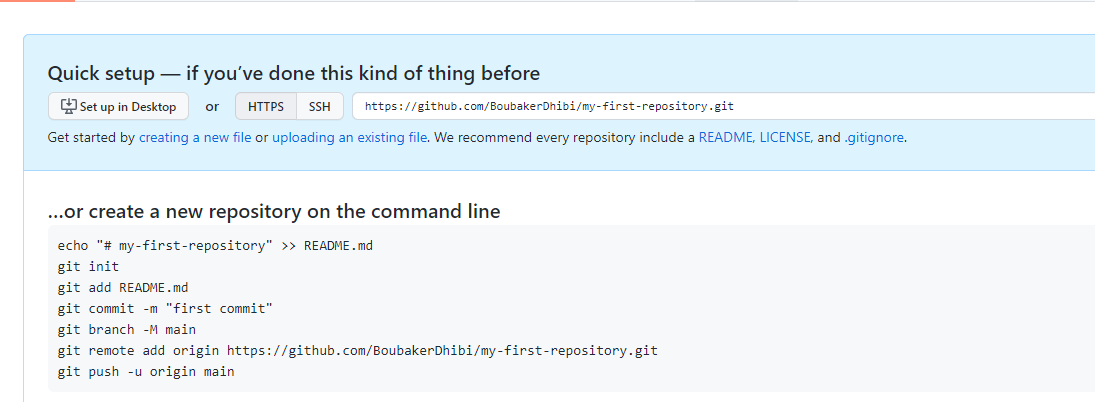 Quick setup — if you’ve done this kind of thing before
Set up in Desktop or HTTPS SSH https://github.com/BoubakerDhibi/my-first-repository.git
Get started by creating a new file or uploading an existing file. We recommend every repository include a README, LICENSE, and .gitignore.
…or create a new repository on the command line
echo "# my-first-repository" >> README.md
git init
git add README.md
git commit -m "first commit"
git branch -M main
git remote add origin https://github.com/BoubakerDhibi/my-first-repository.git
git push -u origin main